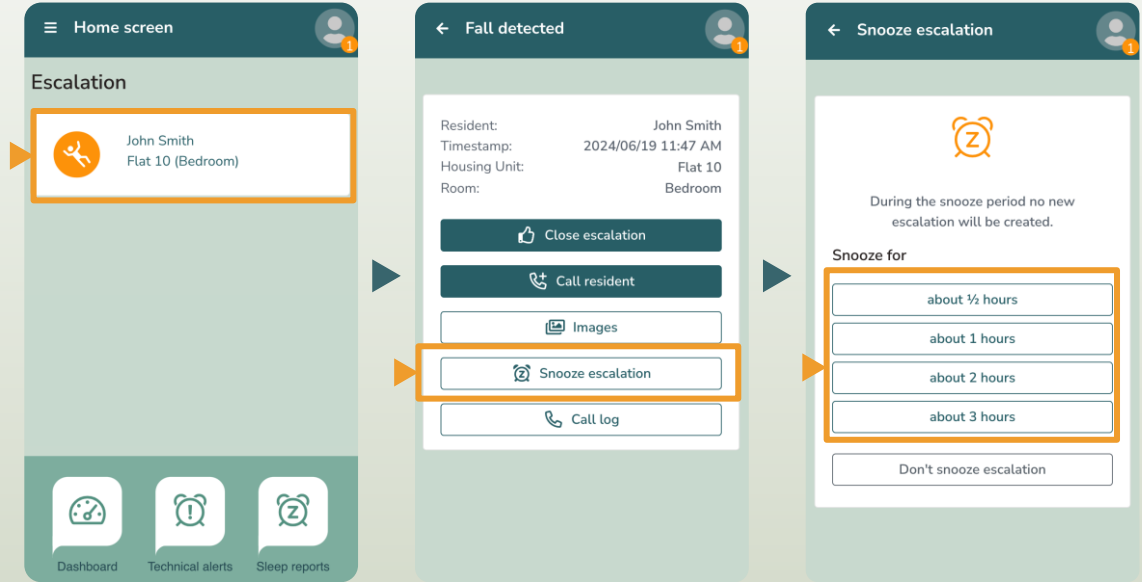 Home screen
1
Escalation
John Smith
Flat 10 (Bedroom)
Dashboard
Technical alerts
Sleep reports
Fall detected
1
Resident: John Smith
Timestamp: 2024/06/19 11:47 AM
Housing Unit: Flat 10
Room: Bedroom
Close escalation
Call resident
Images
Z Snooze escalation
Call log
Snooze escalation
1
Z
During the snooze period no new
escalation will be created.
Snooze for
about ½ hours
about 1 hours
about 2 hours
about 3 hours
Don't snooze escalation